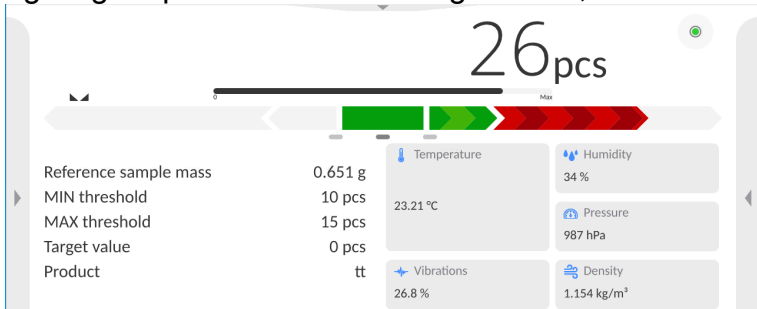 26pcs
0 Max
Reference sample mass 0.651 g
MIN threshold 10 pcs
MAX threshold 15 pcs
Target value 0 pcs
Product tt
Temperature
23.21 °C
Humidity
34 %
Pressure
987 hPa
Vibrations
26.8 %
Density
1.154 kg/m³